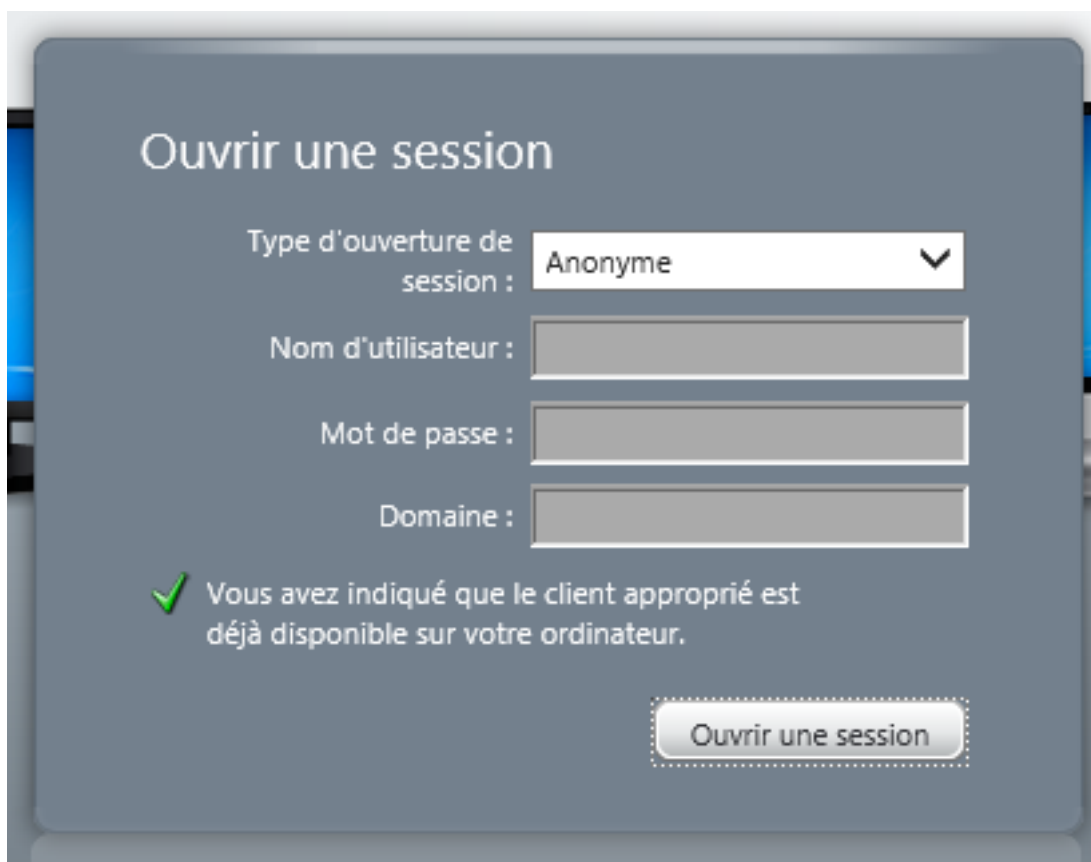 Ouvrir une session
Type d'ouverture de
session :
Anonyme
Nom d'utilisateur :
Mot de passe :
Domaine :
Vous avez indiqué que le client approprié est
déjà disponible sur votre ordinateur.
Ouvrir une session